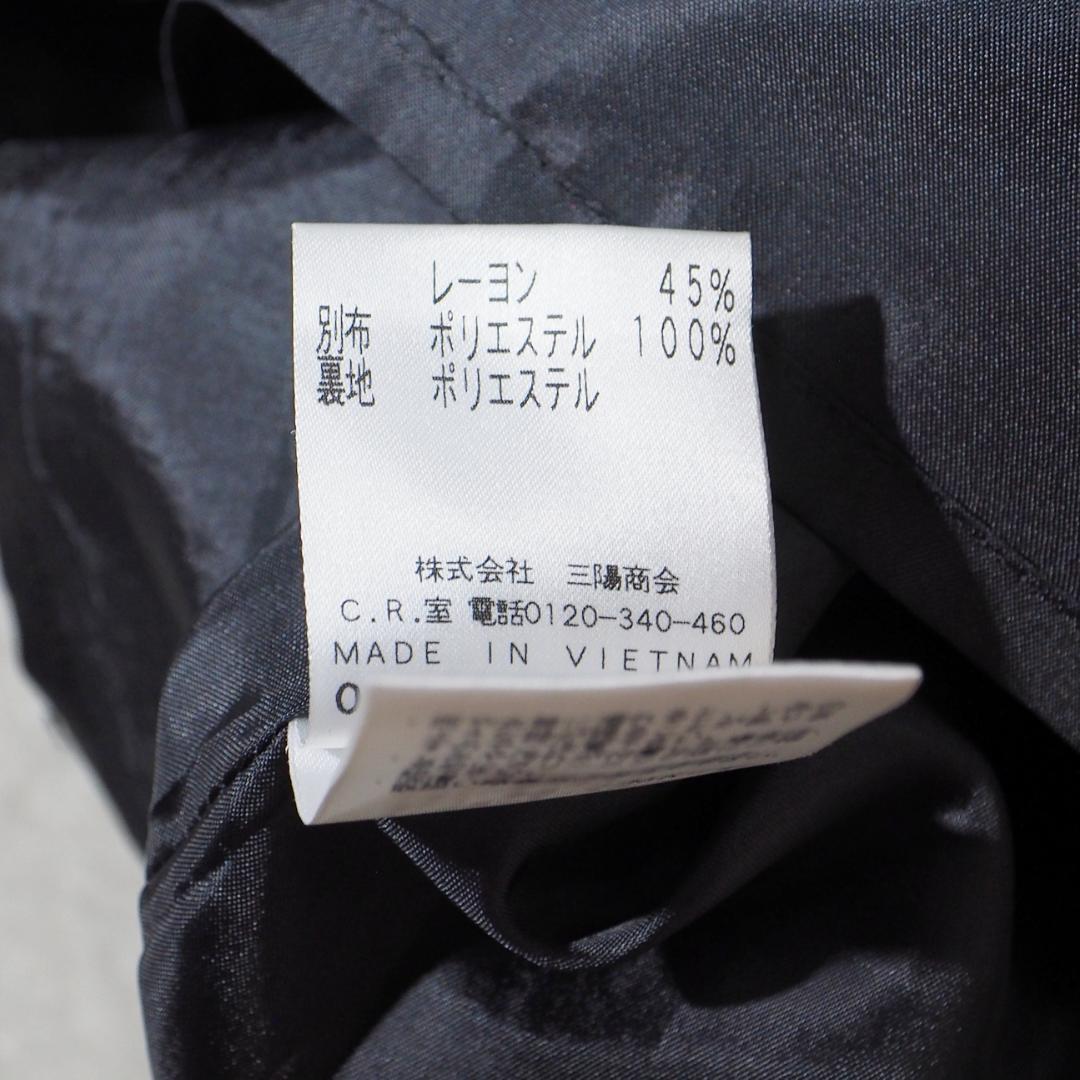 レーヨン 45%
別布 ポリエステル 100%
裏地 ポリエステル
株式会社 三陽商会
C.R.室 電話0120-340-460
MADE IN VIETNAM
0